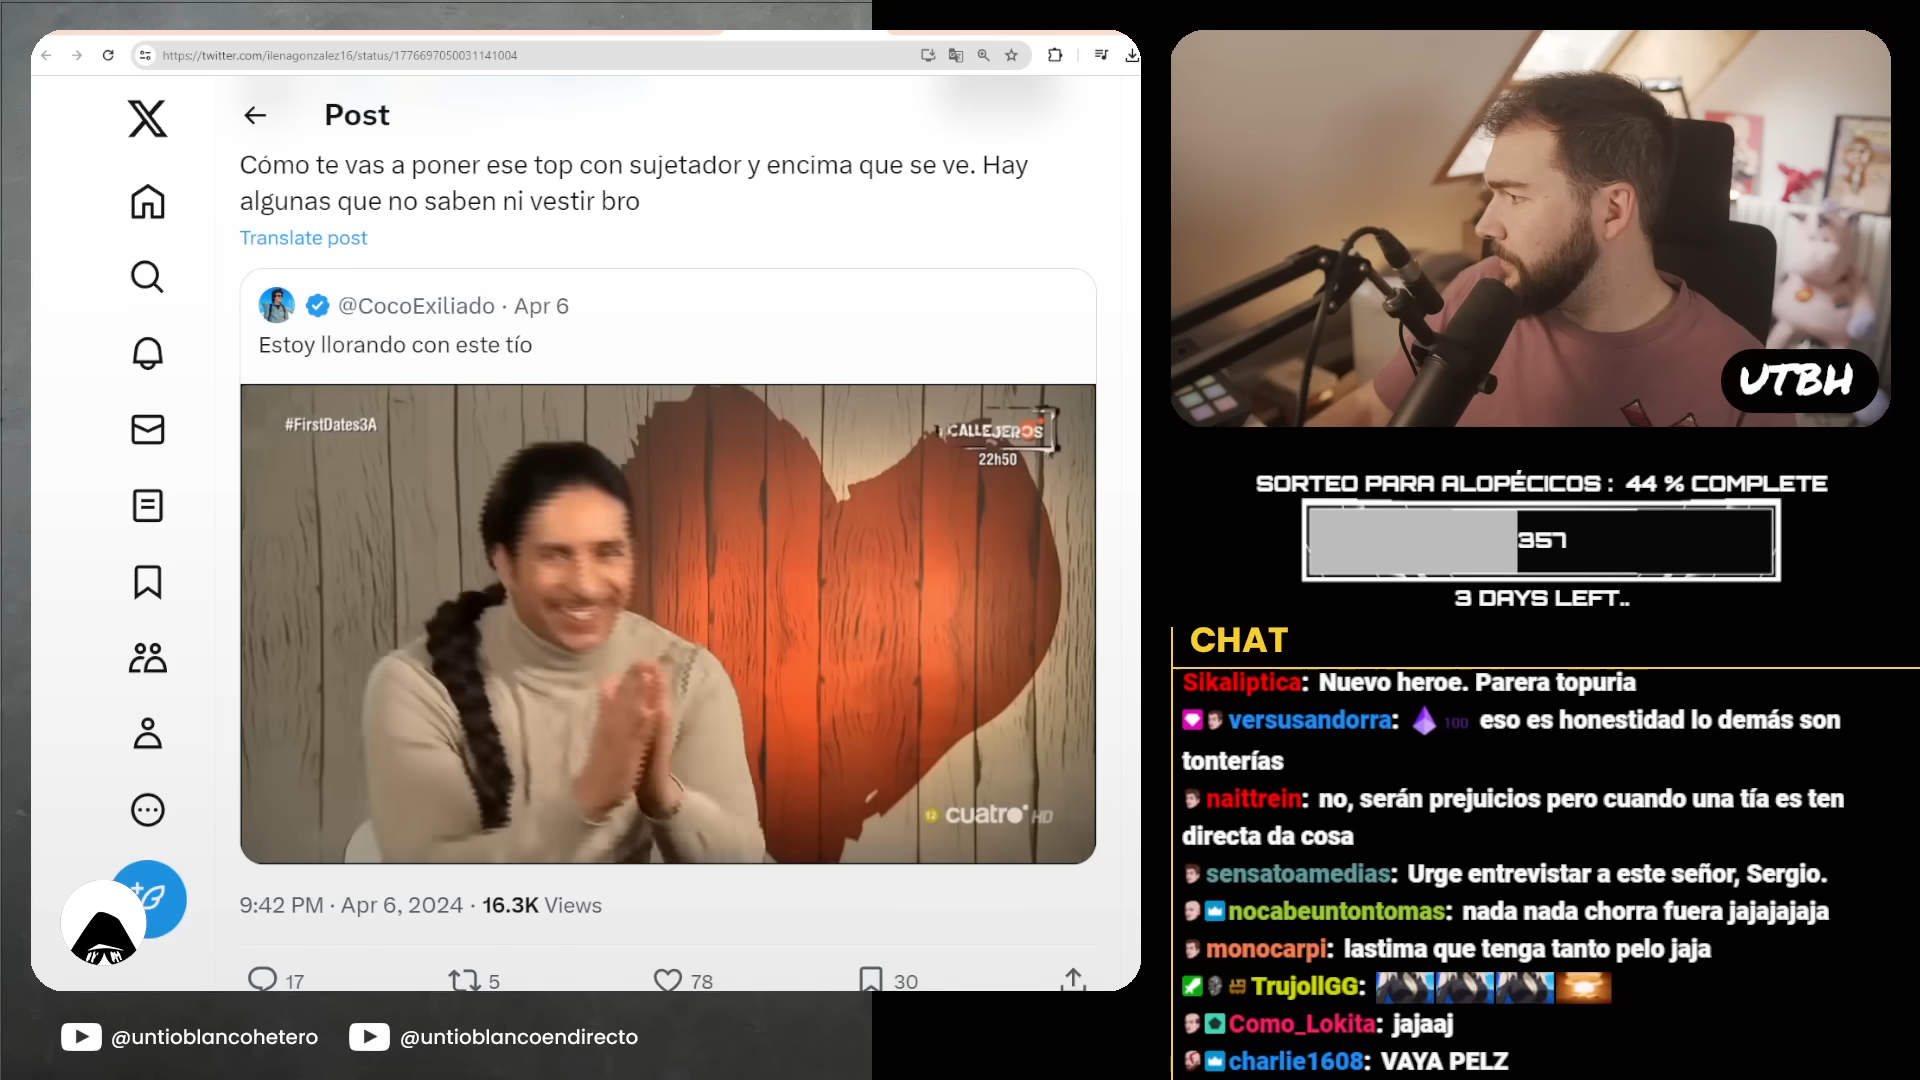 https://twitter.com/ilenagonzalez16/status/1776697050031141004
Post
Cómo te vas a poner ese top con sujetador y encima que se ve. Hay
algunas que no saben ni vestir bro
Translate post
@CocoExiliado · Apr 6
Estoy llorando con este tío
#FirstDates3A
CALLEJEROS
22h50
12 cuatro HD
9:42 PM · Apr 6, 2024 · 16.3K Views
17
5
78
30
@untioblancohetero
@untioblancoendirecto
UTBH
SORTEO PARA ALOPÉCICOS : 44 % COMPLETE
357
3 DAYS LEFT..
CHAT
Sikaliptica: Nuevo heroe. Parera topuria
versusandorra: 100 eso es honestidad lo demás son
tonterías
naittrein: no, serán prejuicios pero cuando una tía es ten
directa da cosa
sensatoamedias: Urge entrevistar a este señor, Sergio.
nocabeuntontomas: nada nada chorra fuera jajajajaja
monocarpi: lastima que tenga tanto pelo jaja
TrujollGG:
Como_Lokita: jajaaj
charlie1608: VAYA PELZ